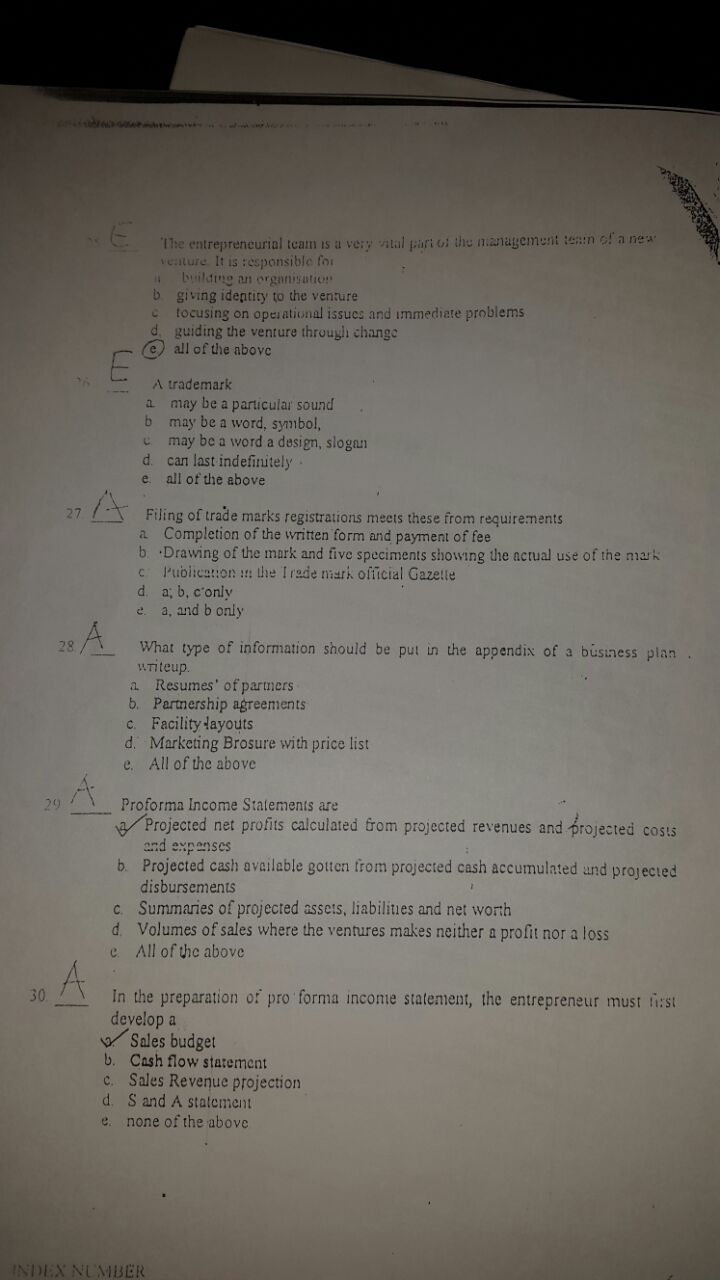 E The entrepreneurial team is a very vital part of the management team of a new
venture. It is responsible for
a building an organisation
b. giving identity to the venture
c focusing on operational issues and immediate problems
d. guiding the venture through change
e. all of the above
26. E A trademark
a may be a particular sound
b may be a word, symbol,
c. may be a word a design, slogan
d. can last indefinitely
e. all of the above
27. A Filing of trade marks registrations meets these from requirements
a. Completion of the written form and payment of fee
b. Drawing of the mark and five speciments showing the actual use of the mark
c. Publication in the Trade mark official Gazette
d. a; b, c only
e. a, and b only
28. A What type of information should be put in the appendix of a business plan
writeup.
a. Resumes' of partners
b. Partnership agreements
c. Facility layouts
d. Marketing Brosure with price list
e. All of the above
29 A Proforma Income Statements are
a. Projected net profits calculated from projected revenues and projected costs
and expenses
b. Projected cash available gotten from projected cash accumulated and projected
disbursements
c. Summaries of projected assets, liabilities and net worth
d. Volumes of sales where the ventures makes neither a profit nor a loss
e. All of the above
30. A In the preparation of pro forma income statement, the entrepreneur must first
develop a
a. Sales budget
b. Cash flow statement
c. Sales Revenue projection
d. S and A statement
e. none of the above
INDEX NUMBER